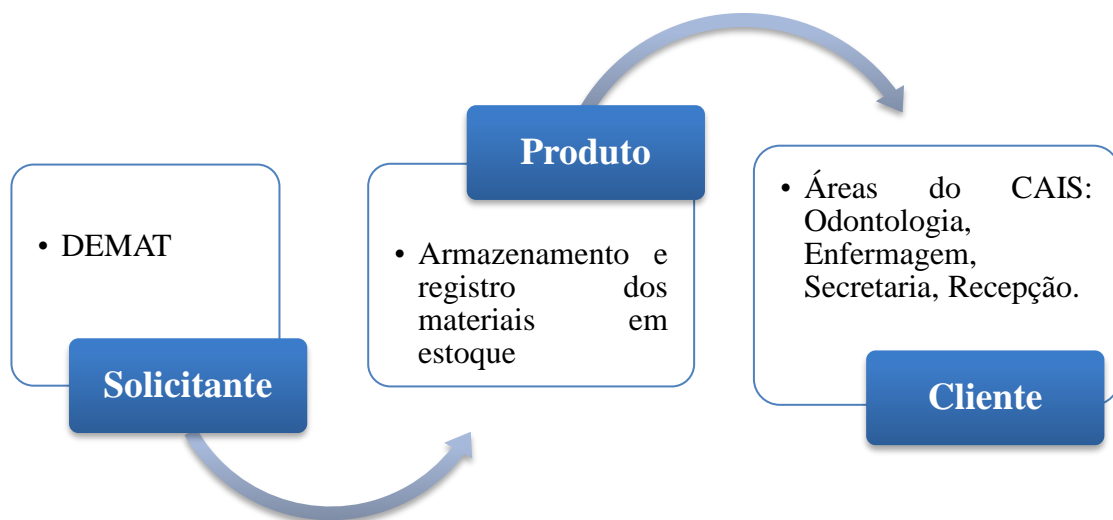 • DEMAT
Solicitante
Produto
• Armazenamento e
registro dos
materiais em
estoque
• Áreas do CAIS:
Odontologia,
Enfermagem,
Secretaria, Recepção.
Cliente